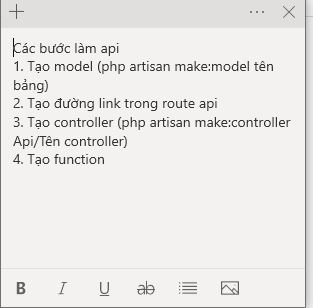 Các bước làm api
1. Tạo model (php artisan make:model tên
bảng)
2. Tạo đường link trong route api
3. Tạo controller (php artisan make:controller
Api/Tên controller)
4. Tạo function
B I U ab